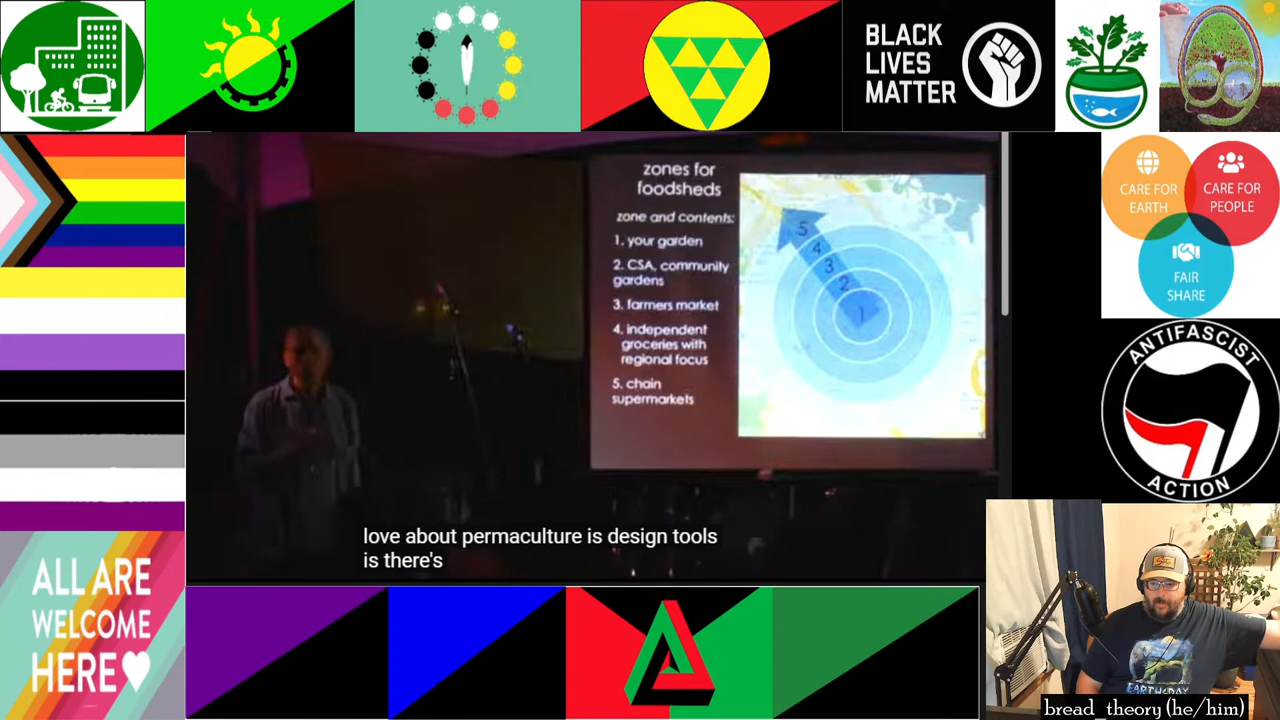 BLACK
LIVES
MATTER
zones for
foodsheds
zone and contents:
1. your garden
2. CSA, community
gardens
3. farmers market
4. independent
groceries with
regional focus
5. chain
supermarkets
5
4
3
2
1
CARE FOR
EARTH
CARE FOR
PEOPLE
FAIR
SHARE
ANTIFASCIST
ACTION
love about permaculture is design tools
is there's
ALL ARE
WELCOME
HERE
EARTH DAY
bread_theory (he/him)